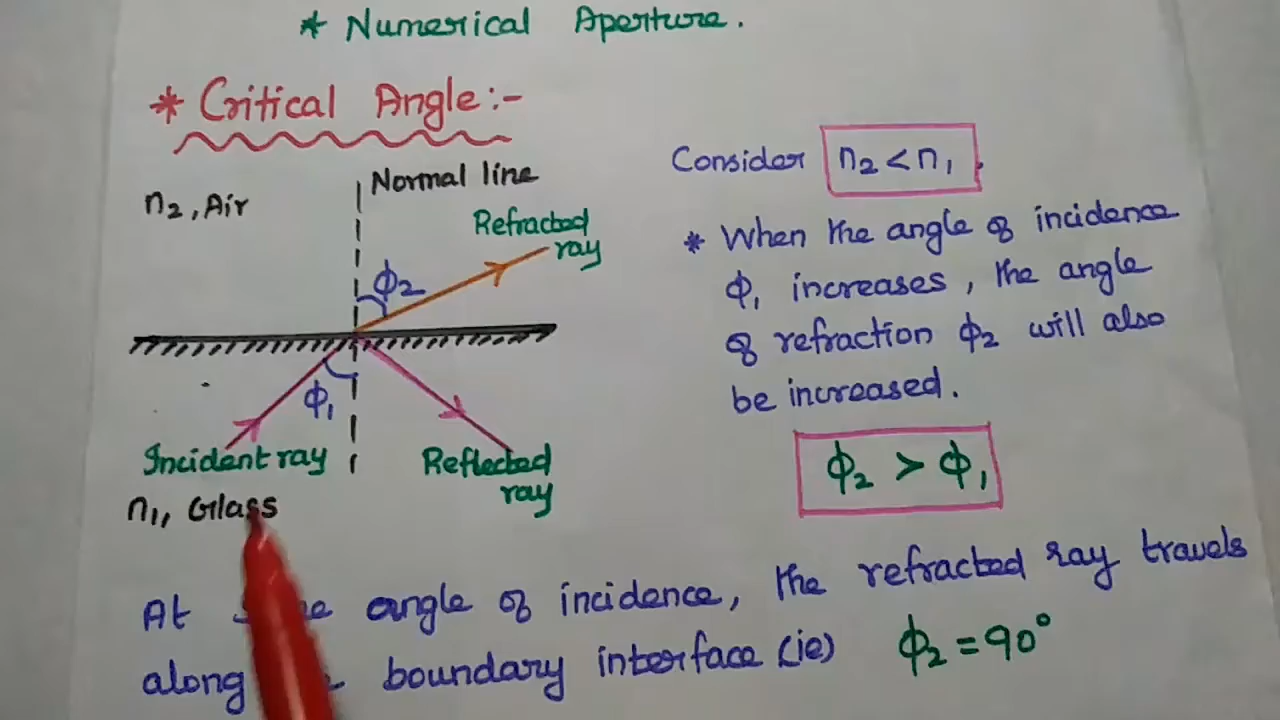 * Numerical Aperture.
* Critical Angle:-
n₂, Air
Normal line
Refracted
ray
ϕ₂
ϕ₁
Incident ray
Reflected
ray
n₁, Glass
Consider n₂ < n₁.
* When the angle of incidence
ϕ₁ increases, the angle
of refraction ϕ₂ will also
be increased.
ϕ₂ > ϕ₁
At angle of incidence, the refracted ray travels
along boundary interface (ie) ϕ₂ = 90°